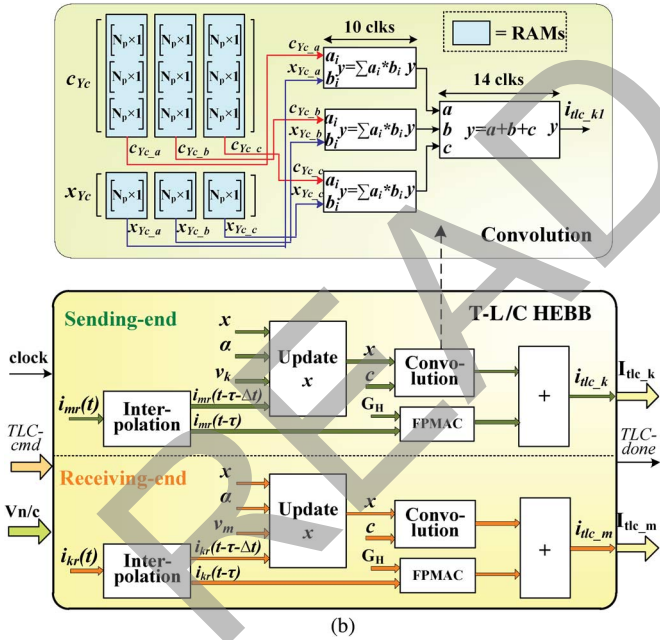 10 clks
= RAMs
[Np×1] [Np×1] [Np×1]
[Np×1] [Np×1] [Np×1]
[Np×1] [Np×1] [Np×1]
cYc
cYc_a
xYc_a
ai
bi y=∑ai*bi y
14 clks
cYc_b
xYc_b
ai
bi y=∑ai*bi y
a
b y=a+b+c y
c
itlc_k1
cYc_a
cYc_b
cYc_c
cYc_c
xYc_c
ai
bi y=∑ai*bi y
xYc
[Np×1] [Np×1] [Np×1]
xYc_a
xYc_b
xYc_c
Convolution
Sending-end
T-L/C HEBB
clock
TLC-cmd
Vn/c
x
α
vk
Update
x
x
c
Convo-
lution
imr(t)
Inter-
polation
imr(t-τ-Δt)
imr(t-τ)
GH
FPMAC
+
itlc_k
Itlc_k
TLC-
done
Receiving-end
x
α
vm
Update
x
x
c
Convo-
lution
ikr(t)
Inter-
polation
ikr(t-τ-Δt)
ikr(t-τ)
GH
FPMAC
+
itlc_m
Itlc_m
(b)
READ